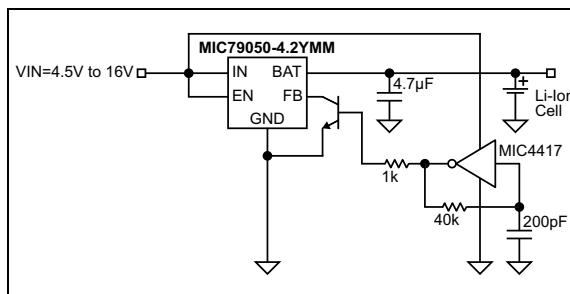 MIC79050-4.2YMM
VIN=4.5V to 16V
IN
BAT
EN
FB
GND
4.7µF
+
Li-Ion
Cell
MIC4417
1k
40k
200pF